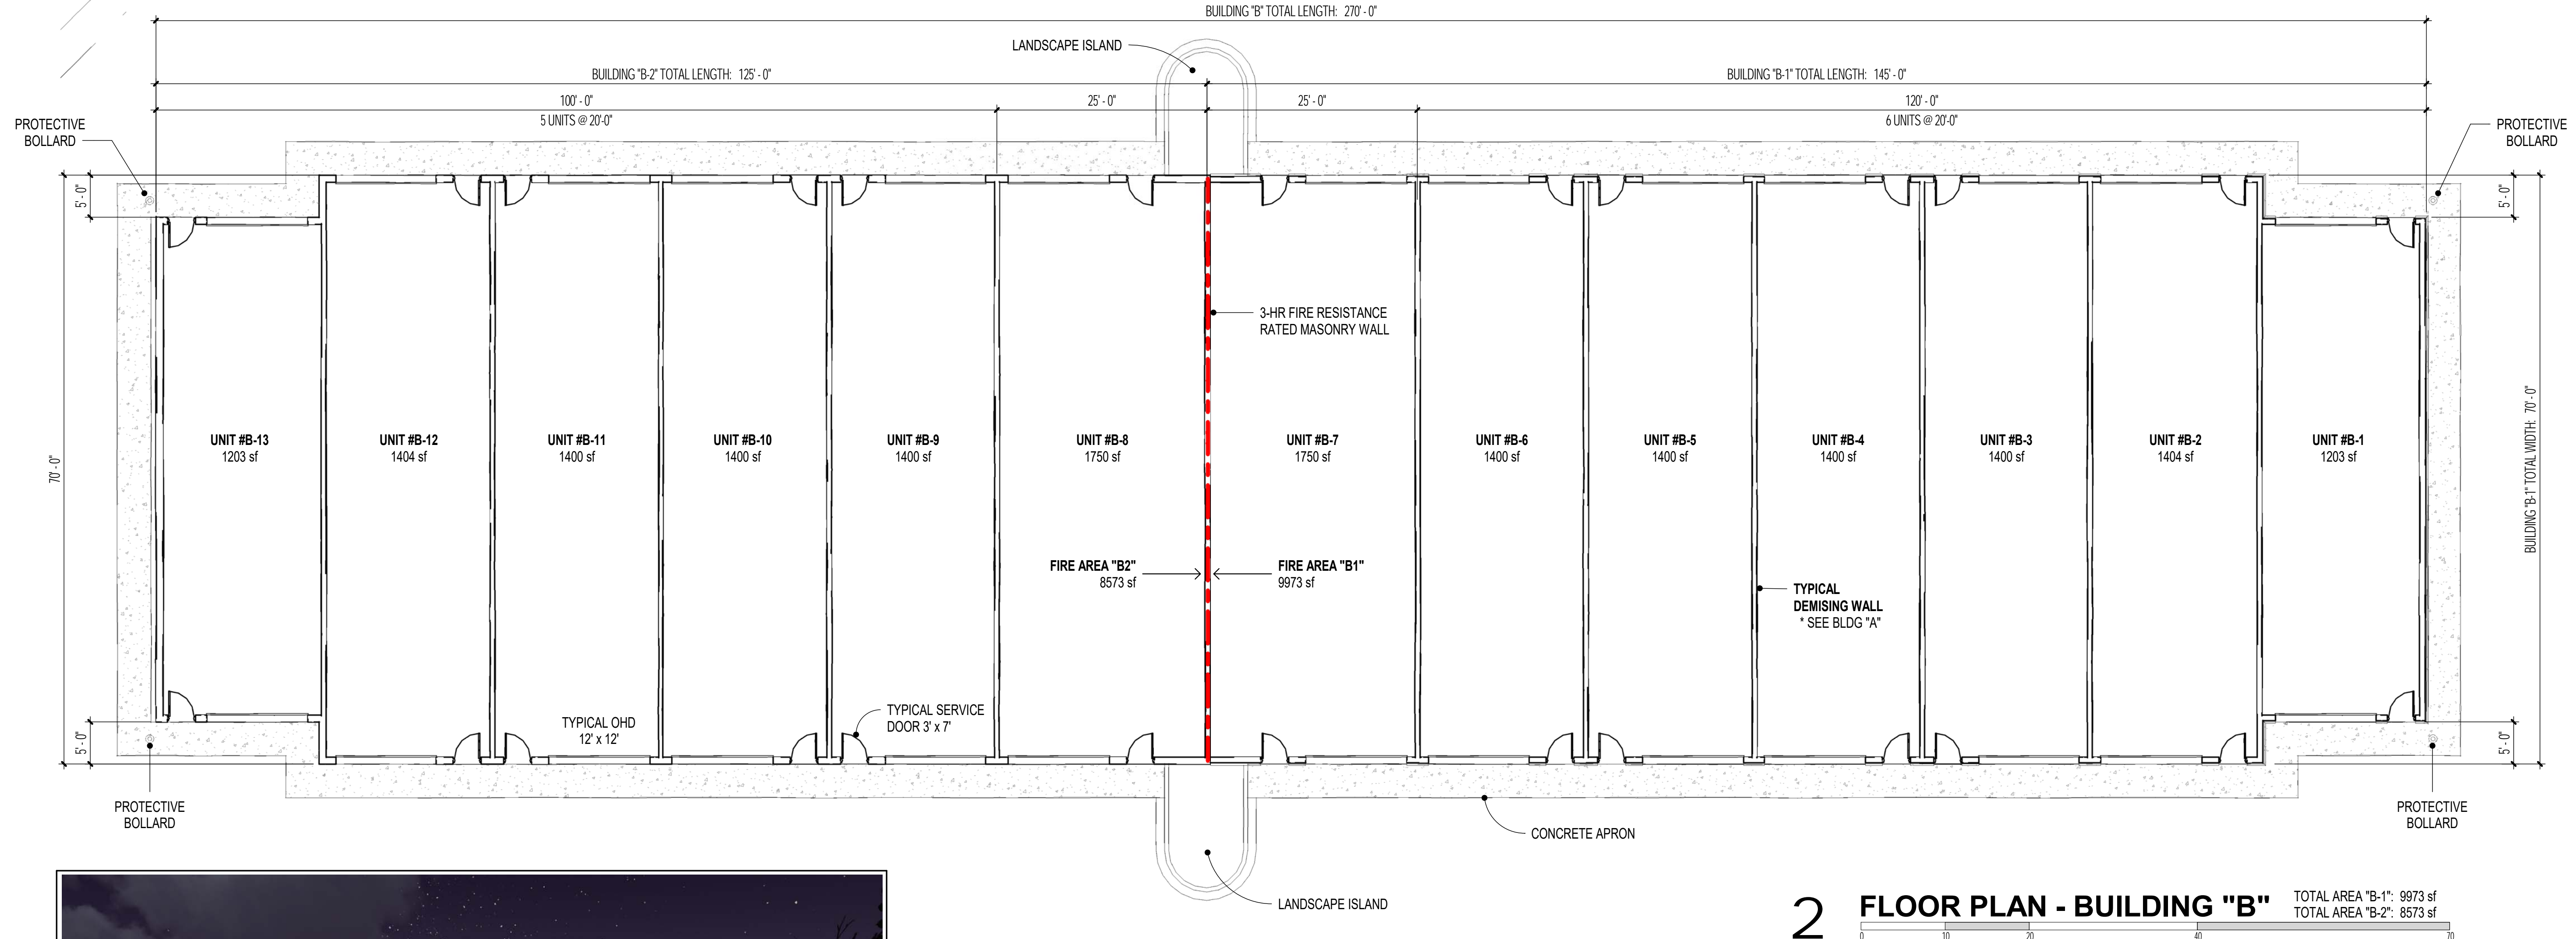 BUILDING "B" TOTAL LENGTH: 270' - 0"
LANDSCAPE ISLAND
BUILDING "B-2" TOTAL LENGTH: 125' - 0"
BUILDING "B-1" TOTAL LENGTH: 145' - 0"
100' - 0"
25' - 0"
25' - 0"
120' - 0"
5 UNITS @ 20'-0"
6 UNITS @ 20'-0"
PROTECTIVE
BOLLARD
PROTECTIVE
BOLLARD
5' - 0"
5' - 0"
3-HR FIRE RESISTANCE
RATED MASONRY WALL
70' - 0"
BUILDING "B-1" TOTAL WIDTH: 70' - 0"
UNIT #B-13
1203 sf
UNIT #B-12
1404 sf
UNIT #B-11
1400 sf
UNIT #B-10
1400 sf
UNIT #B-9
1400 sf
UNIT #B-8
1750 sf
UNIT #B-7
1750 sf
UNIT #B-6
1400 sf
UNIT #B-5
1400 sf
UNIT #B-4
1400 sf
UNIT #B-3
1400 sf
UNIT #B-2
1404 sf
UNIT #B-1
1203 sf
FIRE AREA "B2"
8573 sf
FIRE AREA "B1"
9973 sf
TYPICAL
DEMISING WALL
* SEE BLDG "A"
TYPICAL OHD
12' x 12'
TYPICAL SERVICE
DOOR 3' x 7'
5' - 0"
5' - 0"
PROTECTIVE
BOLLARD
PROTECTIVE
BOLLARD
CONCRETE APRON
LANDSCAPE ISLAND
2
FLOOR PLAN - BUILDING "B"
TOTAL AREA "B-1": 9973 sf
TOTAL AREA "B-2": 8573 sf
0 10 20 40 70